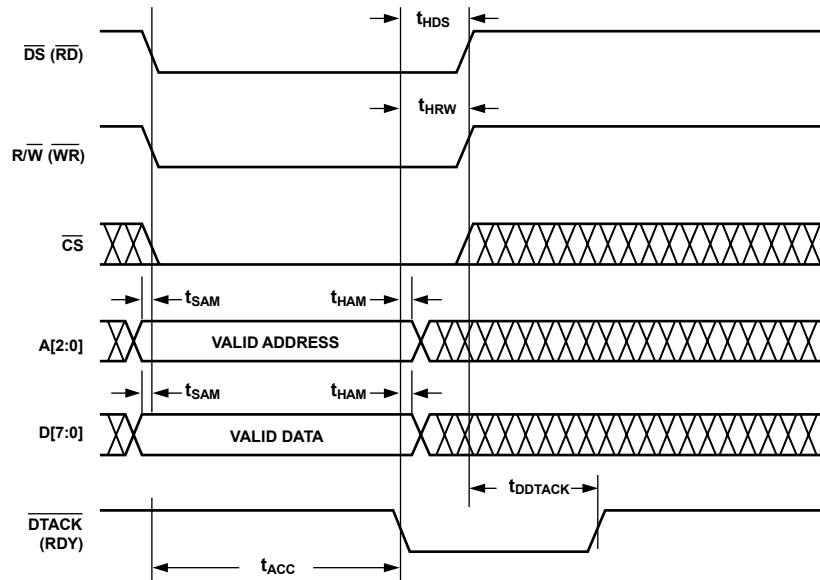 tHDS
DS (RD)
tHRW
R/W (WR)
CS
tSAM tHAM
A[2:0] VALID ADDRESS
tSAM tHAM
D[7:0] VALID DATA
tDDTACK
DTACK
(RDY)
tACC